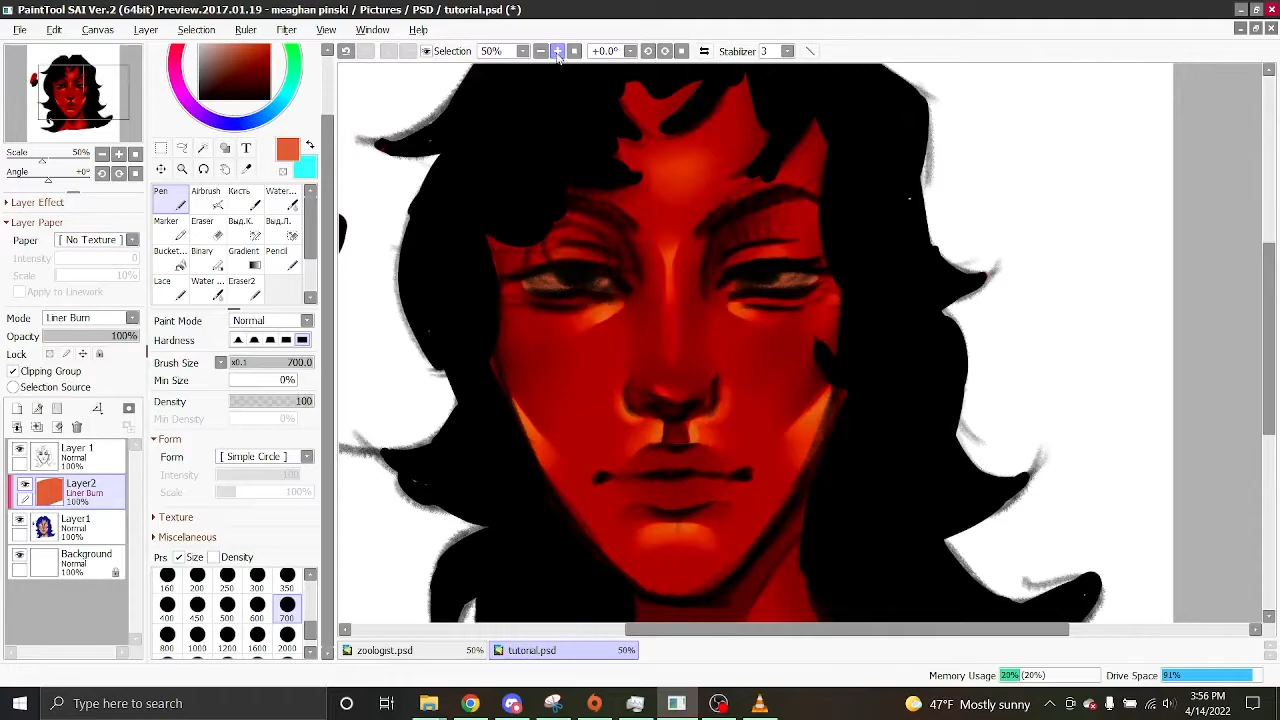 PaintTool SAI Ver.2 (64bit) Preview.2017.01.19 - meaghan pinski / Pictures / PSD / tutorial.psd (*)
File Edit Canvas Layer Selection Ruler Filter View Window Help
Selection 50% +0.0° Stabilizer 3
Scale 50%
Angle +0°
Layer Effect
Layer Paper
Paper [ No Texture ]
Intensity 0
Scale 10%
Apply to Linework
Mode Liner Burn
Opacity 100%
Lock
Clipping Group
Selection Source
Layer 1
Normal
100%
Layer2
Liner Burn
100%
Layer1
Normal
100%
Background
Normal
100%
T
Pen Airbrush Кисть Water...
Marker Eraser Выд.К. Выд.Л.
Bucket... Binary Gradient Pencil
Lace Water ... Eraser2
Paint Mode Normal
Hardness
Brush Size x0.1 700.0
Min Size 0%
Density 100
Min Density 0%
Form
Form [ Simple Circle ]
Intensity 100
Scale 100%
Texture
Miscellaneous
Prs Size Density
160 200 250 300 350
400 450 500 600 700
800 1000 1200 1600 2000
zoologist.psd 50% tutorial.psd 50%
Memory Usage 20% (20%) Drive Space 91%
Type here to search
77°F Mostly sunny
3:56 PM
4/14/2022